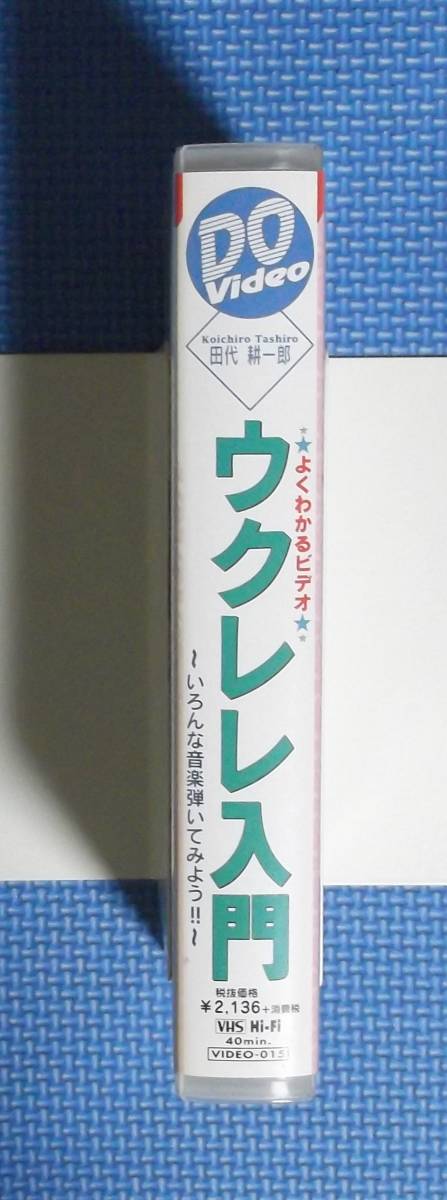 DO
Video
Koichiro Tashiro
田代 耕一郎
★よくわかるビデオ★
ウクレレ入門
～いろんな音楽弾いてみよう!!～
税抜価格
¥2,136+消費税
VHS Hi-Fi
40min.
VIDEO-015